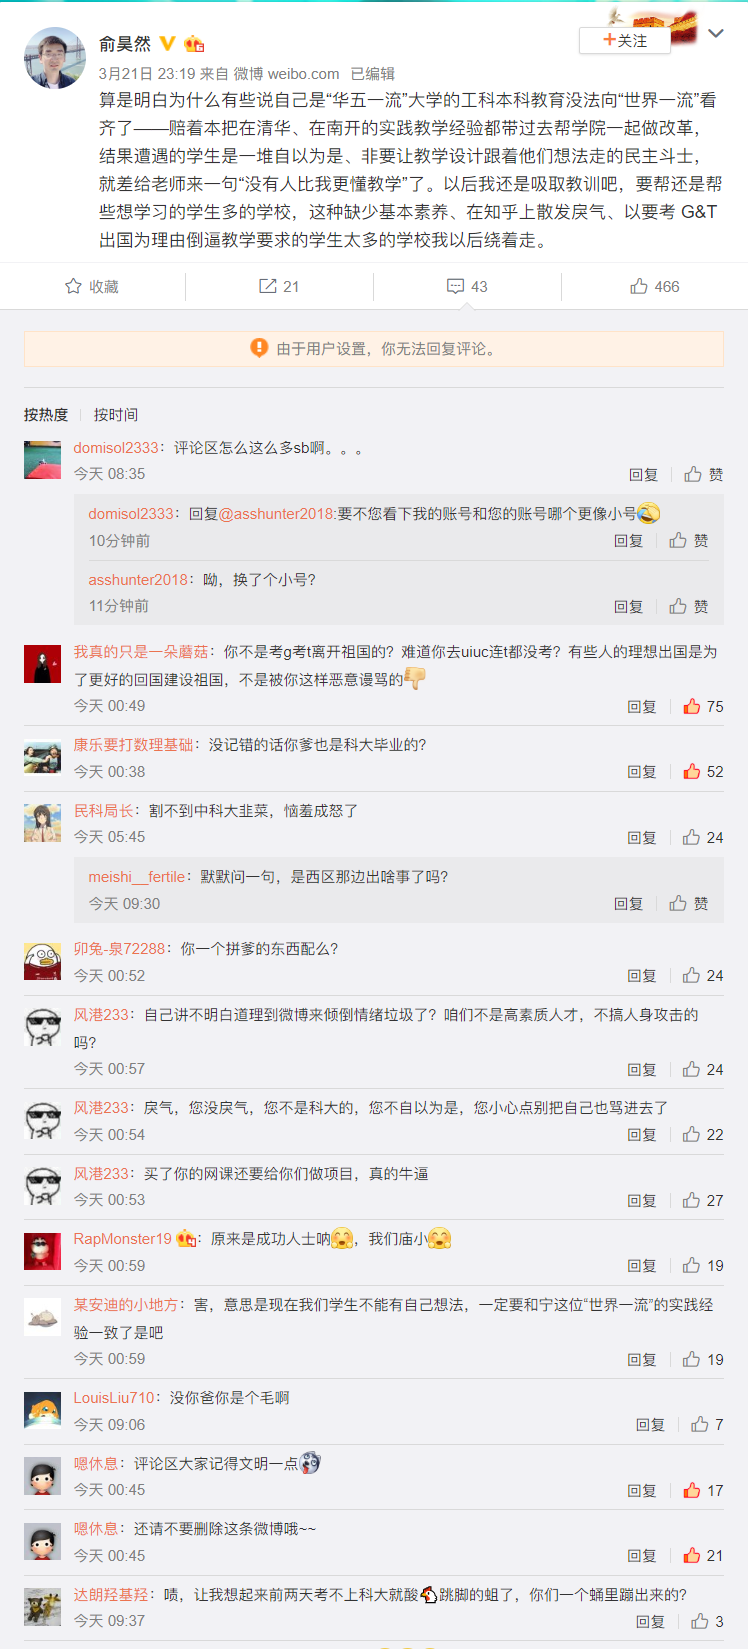 俞昊然
+关注
3月21日 23:19 来自 微博 weibo.com 已编辑
算是明白为什么有些说自己是“华五一流”大学的工科本科教育没法向“世界一流”看
齐了——赔着本把在清华、在南开的实践教学经验都带过去帮学院一起做改革，
结果遭遇的学生是一堆自以为是、非要让教学设计跟着他们想法走的民主斗士，
就差给老师来一句“没有人比我更懂教学”了。以后我还是吸取教训吧，要帮还是帮
些想学习的学生多的学校，这种缺少基本素养、在知乎上散发戾气、以要考 G&T
出国为理由倒逼教学要求的学生太多的学校我以后绕着走。
收藏 21 43 466
由于用户设置，你无法回复评论。
按热度 按时间
domisol2333：评论区怎么这么多sb啊。。。
今天 08:35 回复 赞
domisol2333：回复@asshunter2018:要不您看下我的账号和您的账号哪个更像小号
10分钟前 回复 赞
asshunter2018：呦，换了个小号？
11分钟前 回复 赞
我真的只是一朵蘑菇：你不是考g考t离开祖国的？难道你去uiuc连t都没考？有些人的理想出国是为
了更好的回国建设祖国，不是被你这样恶意谩骂的
今天 00:49 回复 75
康乐要打数理基础：没记错的话你爹也是科大毕业的？
今天 00:38 回复 52
民科局长：割不到中科大韭菜，恼羞成怒了
今天 05:45 回复 24
meishi__fertile：默默问一句，是西区那边出啥事了吗？
今天 09:30 回复 赞
卯兔-泉72288：你一个拼爹的东西配么？
今天 00:52 回复 24
风港233：自己讲不明白道理到微博来倾倒情绪垃圾了？咱们不是高素质人才，不搞人身攻击的
吗？
今天 00:57 回复 24
风港233：戾气，您没戾气，您不是科大的，您不自以为是，您小心点别把自己也骂进去了
今天 00:54 回复 22
风港233：买了你的网课还要给你们做项目，真的牛逼
今天 00:53 回复 27
RapMonster19：原来是成功人士呐，我们庙小
今天 00:59 回复 19
某安迪的小地方：害，意思是现在我们学生不能有自己想法，一定要和宁这位“世界一流”的实践经
验一致了是吧
今天 00:59 回复 19
LouisLiu710：没你爸你是个毛啊
今天 09:06 回复 7
嗯休息：评论区大家记得文明一点
今天 00:45 回复 17
嗯休息：还请不要删除这条微博哦~~
今天 00:45 回复 21
达朗羟基羟：啧，让我想起来前两天考不上科大就酸跳脚的蛆了，你们一个蛹里蹦出来的？
今天 09:37 回复 3